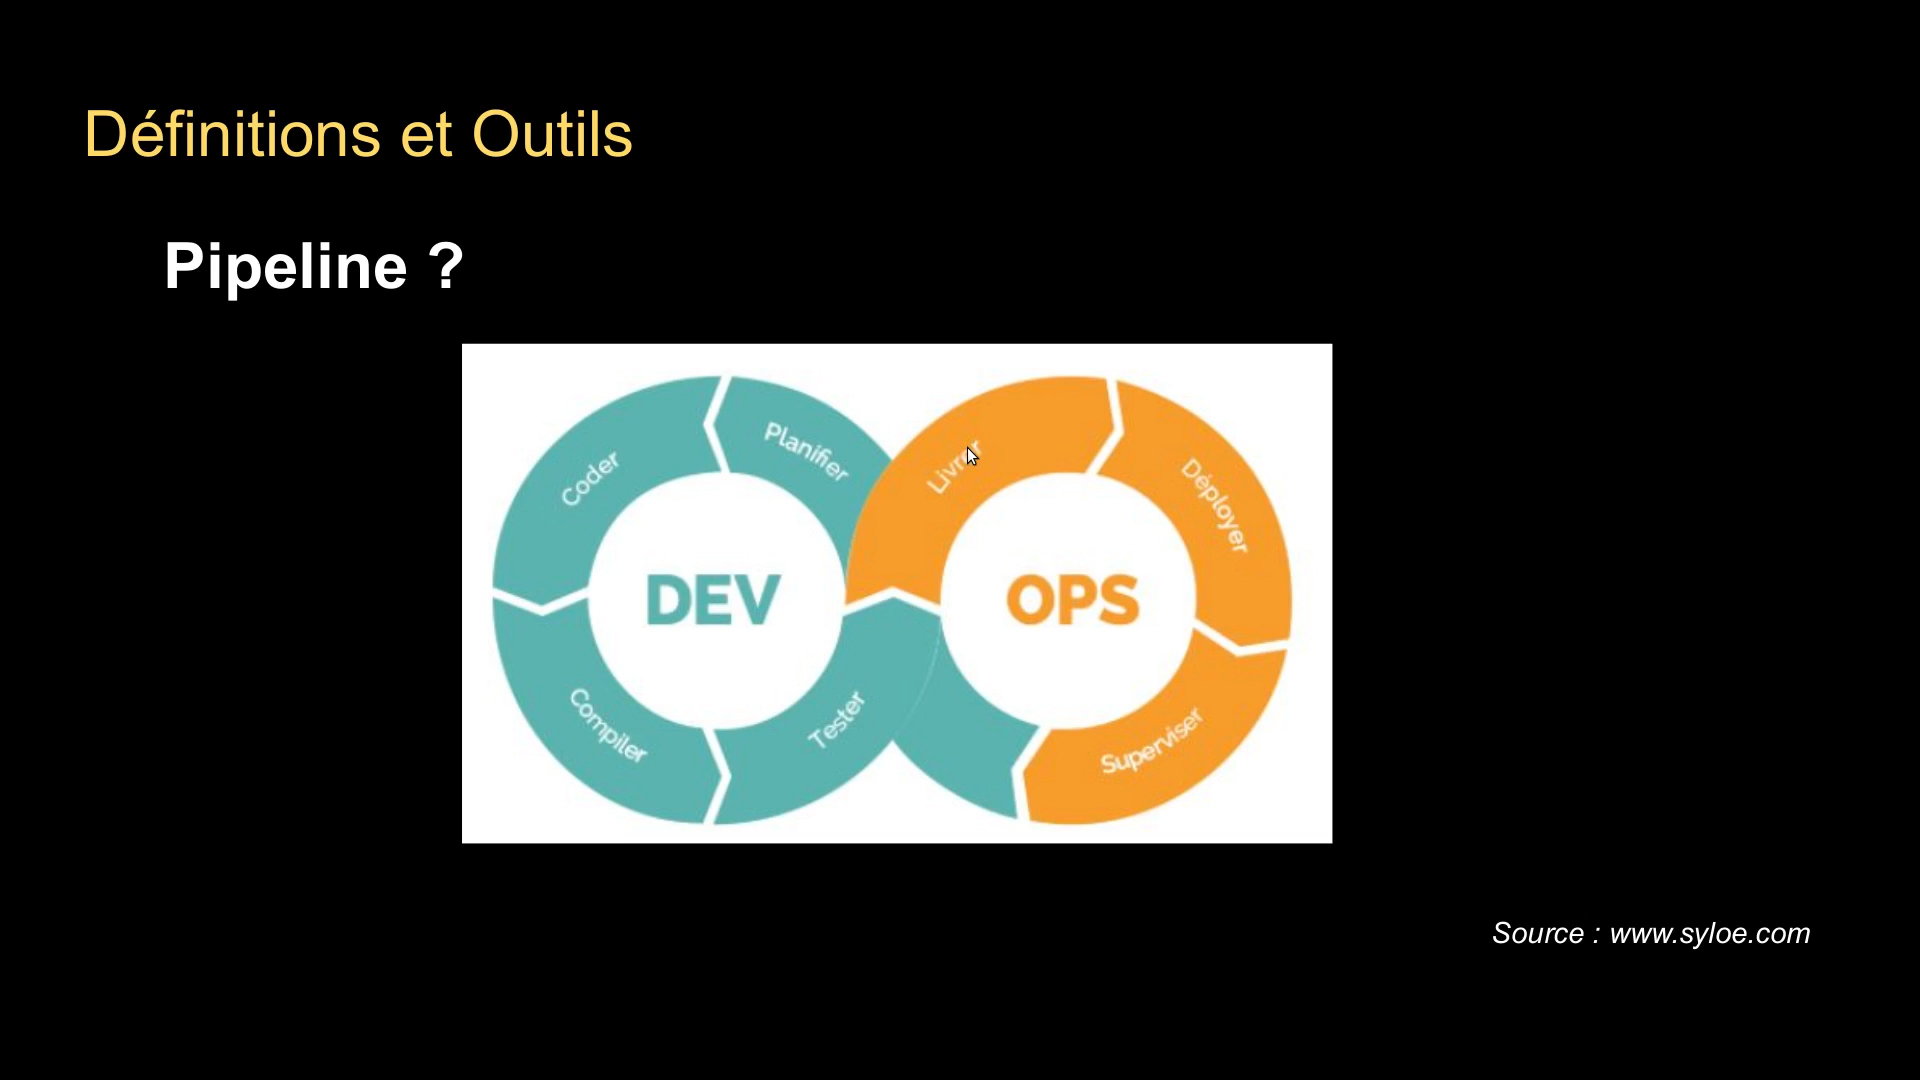 Définitions et Outils
Pipeline ?
Planifier
Coder
Compiler
Tester
Livrer
Déployer
Superviser
DEV
OPS
Source : www.syloe.com